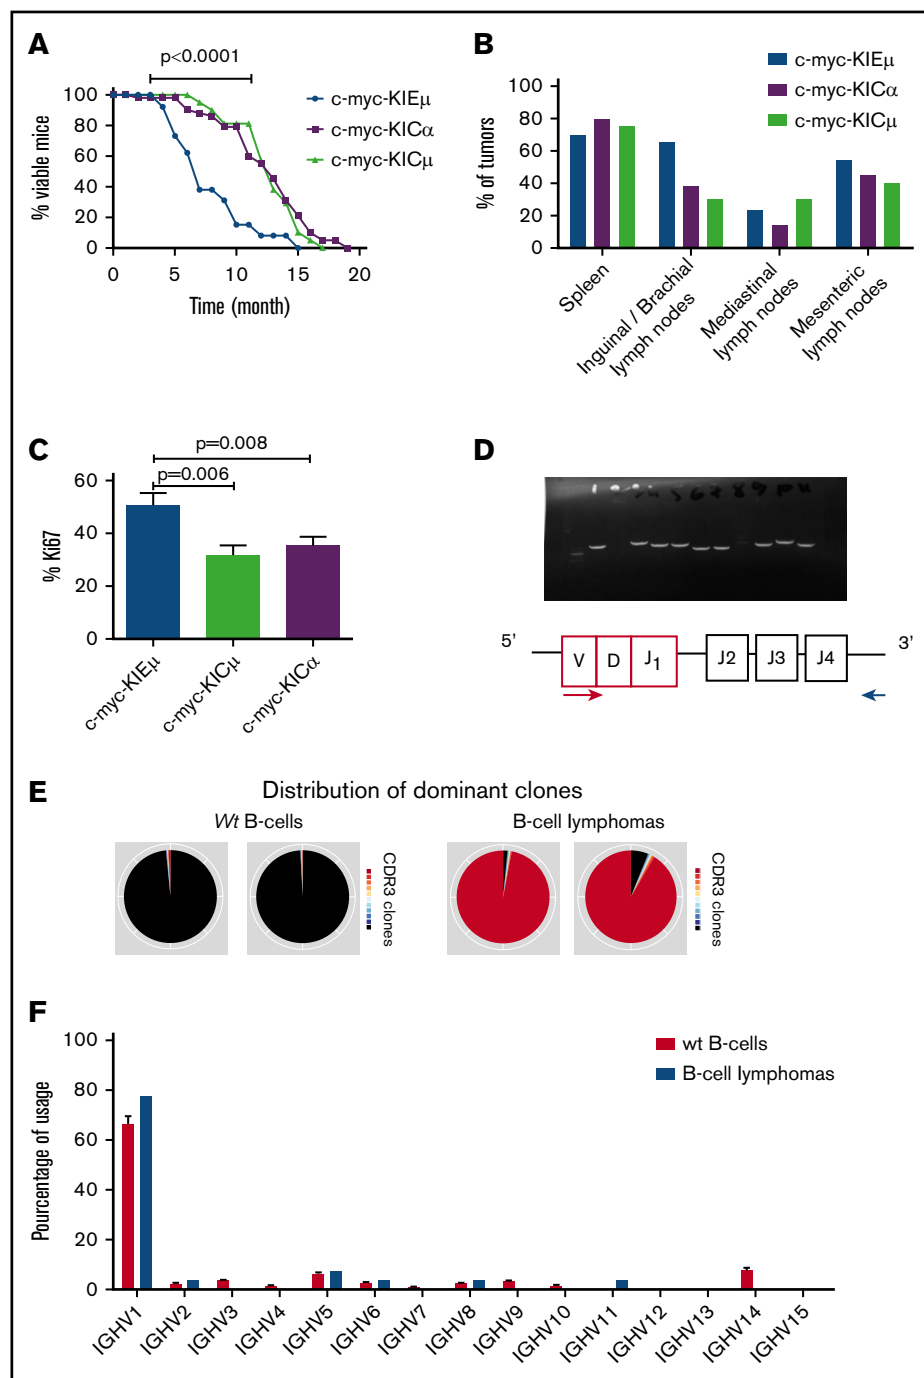 A
p<0.0001
% viable mice
100
80
60
40
20
0
0 5 10 15 20
Time (month)
c-myc-KIEμ
c-myc-KICα
c-myc-KICμ
B
c-myc-KIEμ
c-myc-KICα
c-myc-KICμ
% of tumors
100
80
60
40
20
0
Spleen
Inguinal / Brachial
lymph nodes
Mediastinal
lymph nodes
Mesenteric
lymph nodes
C
p=0.008
p=0.006
% Ki67
60
40
20
0
c-myc-KIEμ
c-myc-KICμ
c-myc-KICα
D
5’
V D J1 J2 J3 J4
3’
E
Distribution of dominant clones
Wt B-cells
B-cell lymphomas
CDR3 clones
CDR3 clones
F
wt B-cells
B-cell lymphomas
Pourcentage of usage
100
80
60
40
20
0
IGHV1
IGHV2
IGHV3
IGHV4
IGHV5
IGHV6
IGHV7
IGHV8
IGHV9
IGHV10
IGHV11
IGHV12
IGHV13
IGHV14
IGHV15